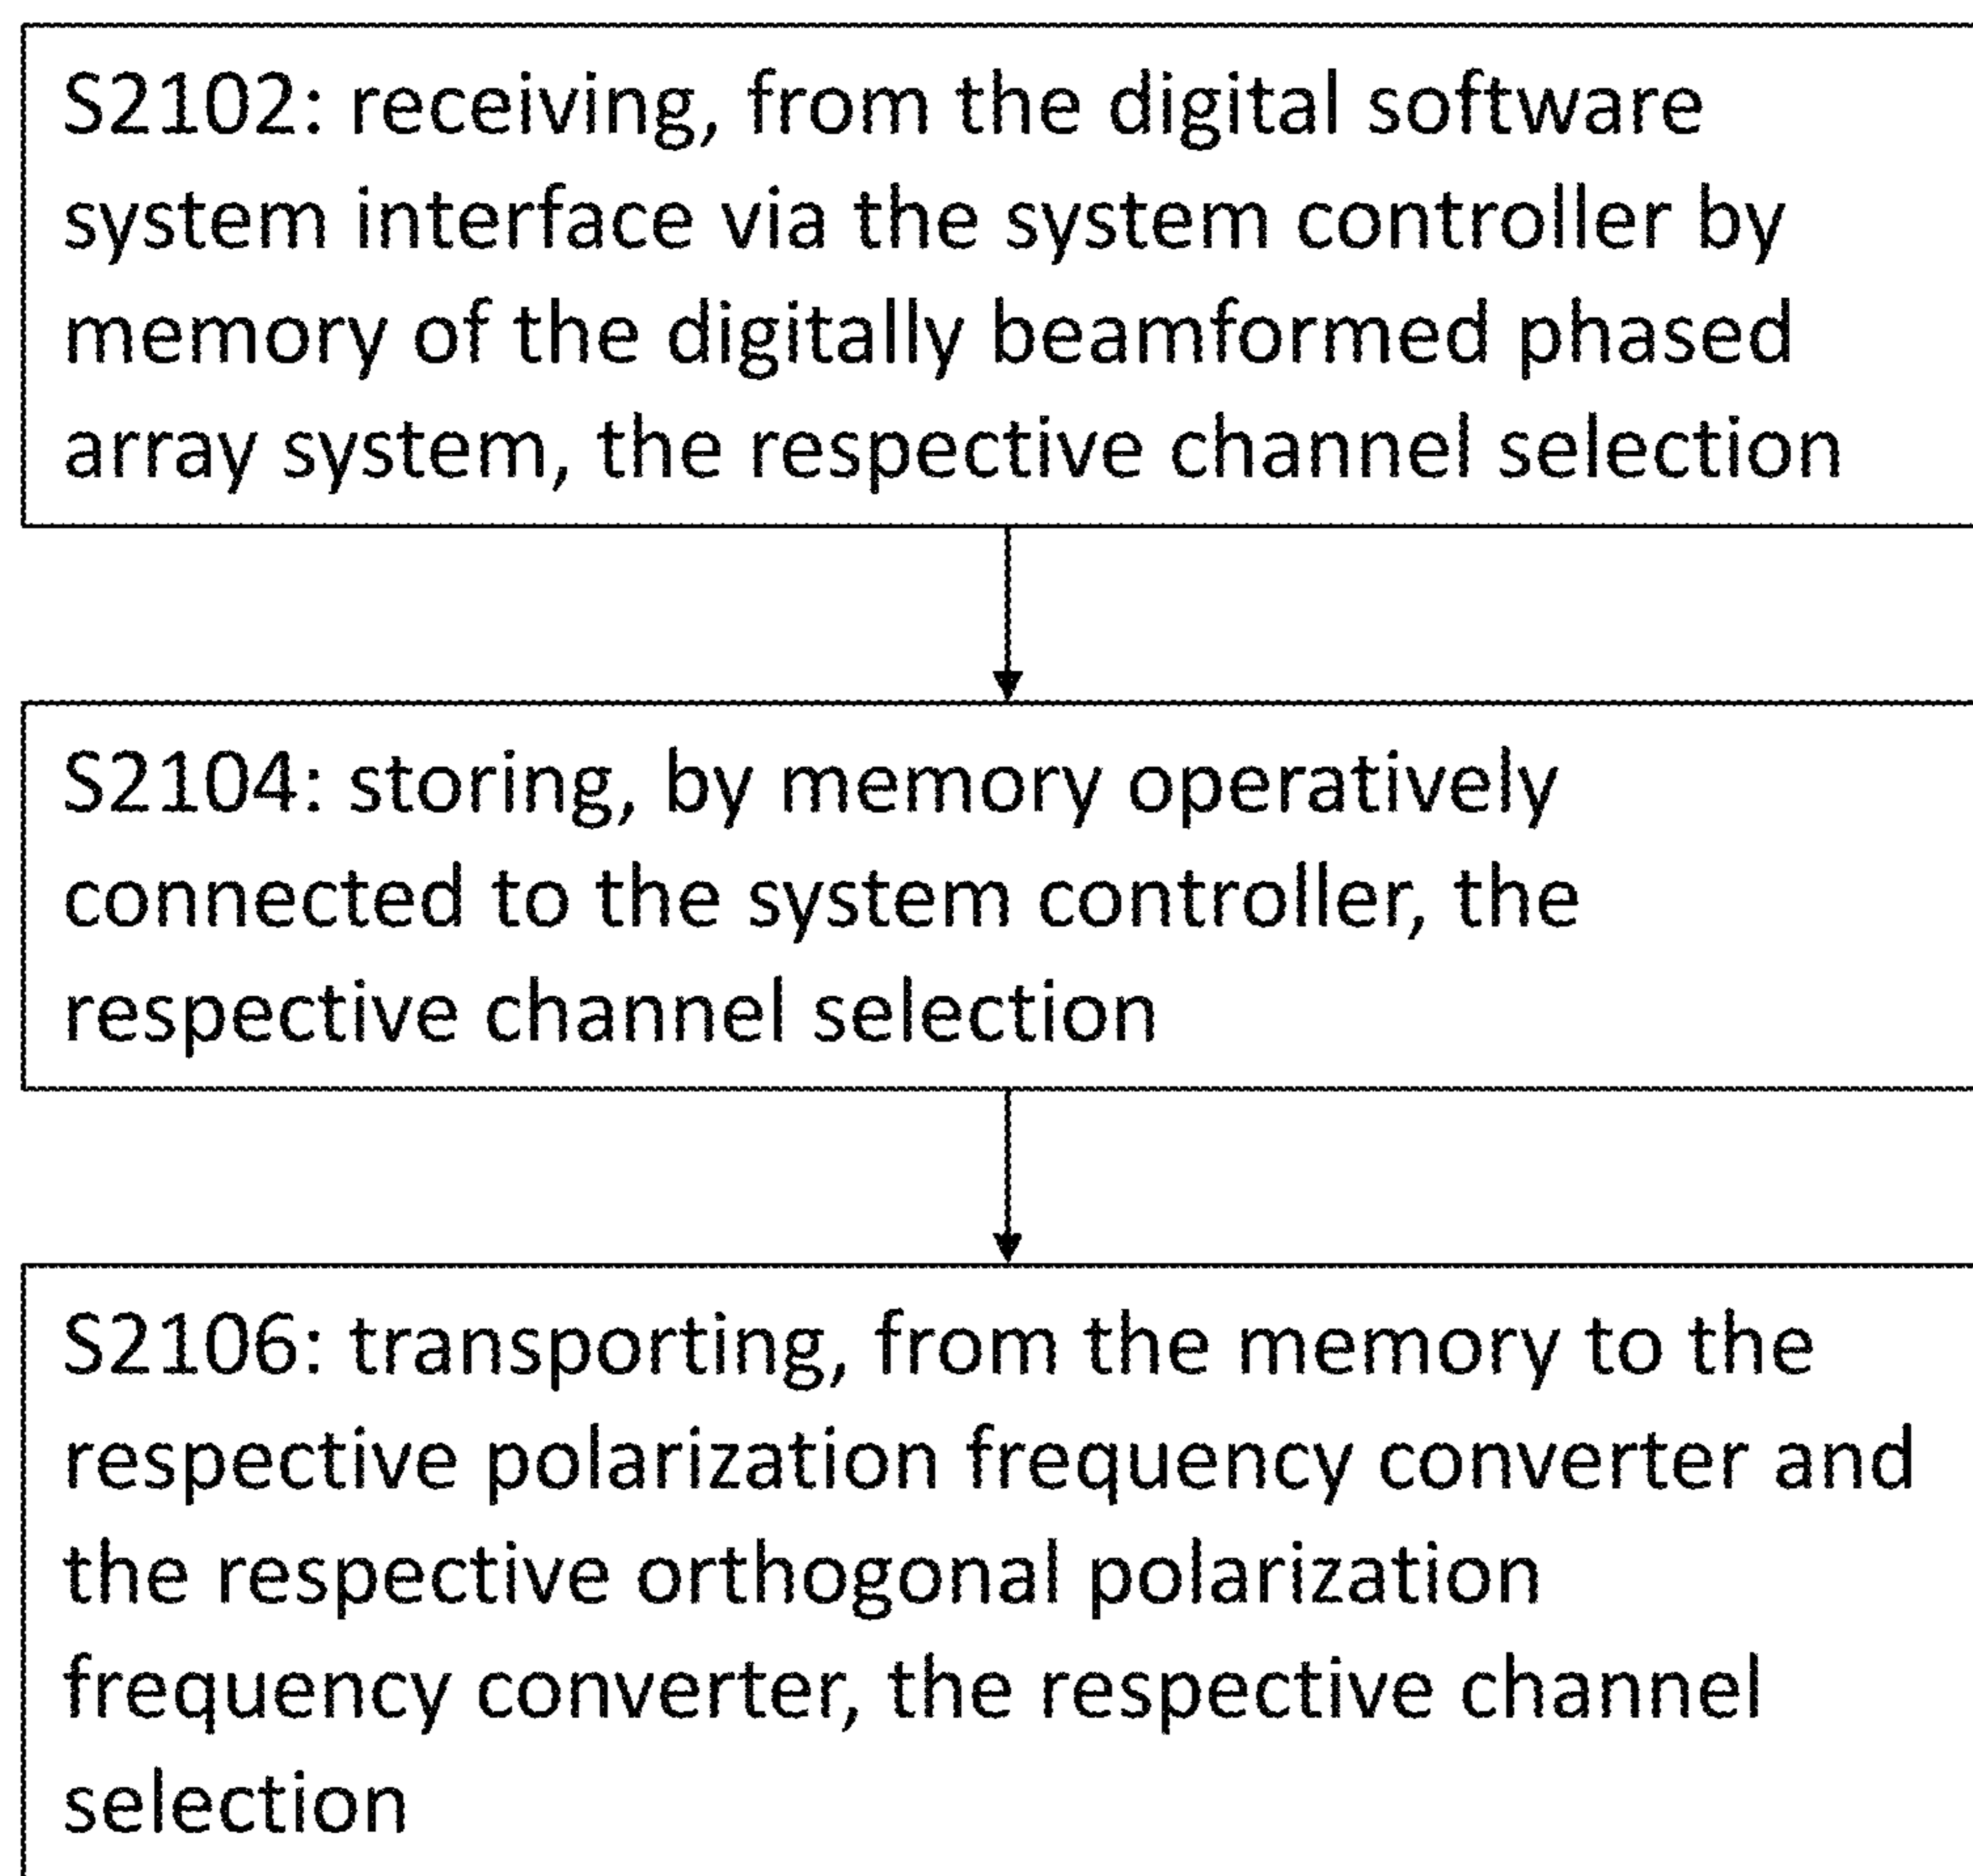 S2102: receiving, from the digital software
system interface via the system controller by
memory of the digitally beamformed phased
array system, the respective channel selection
S2104: storing, by memory operatively
connected to the system controller, the
respective channel selection
S2106: transporting, from the memory to the
respective polarization frequency converter and
the respective orthogonal polarization
frequency converter, the respective channel
selection